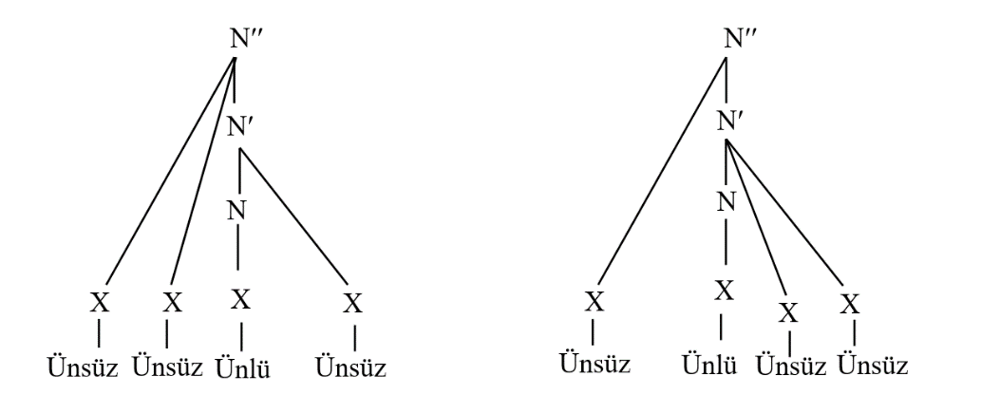 N′′ N′′
N′ N′
N N
X X X X X X X X
Ünsüz Ünsüz Ünlü Ünsüz Ünsüz Ünlü Ünsüz Ünsüz